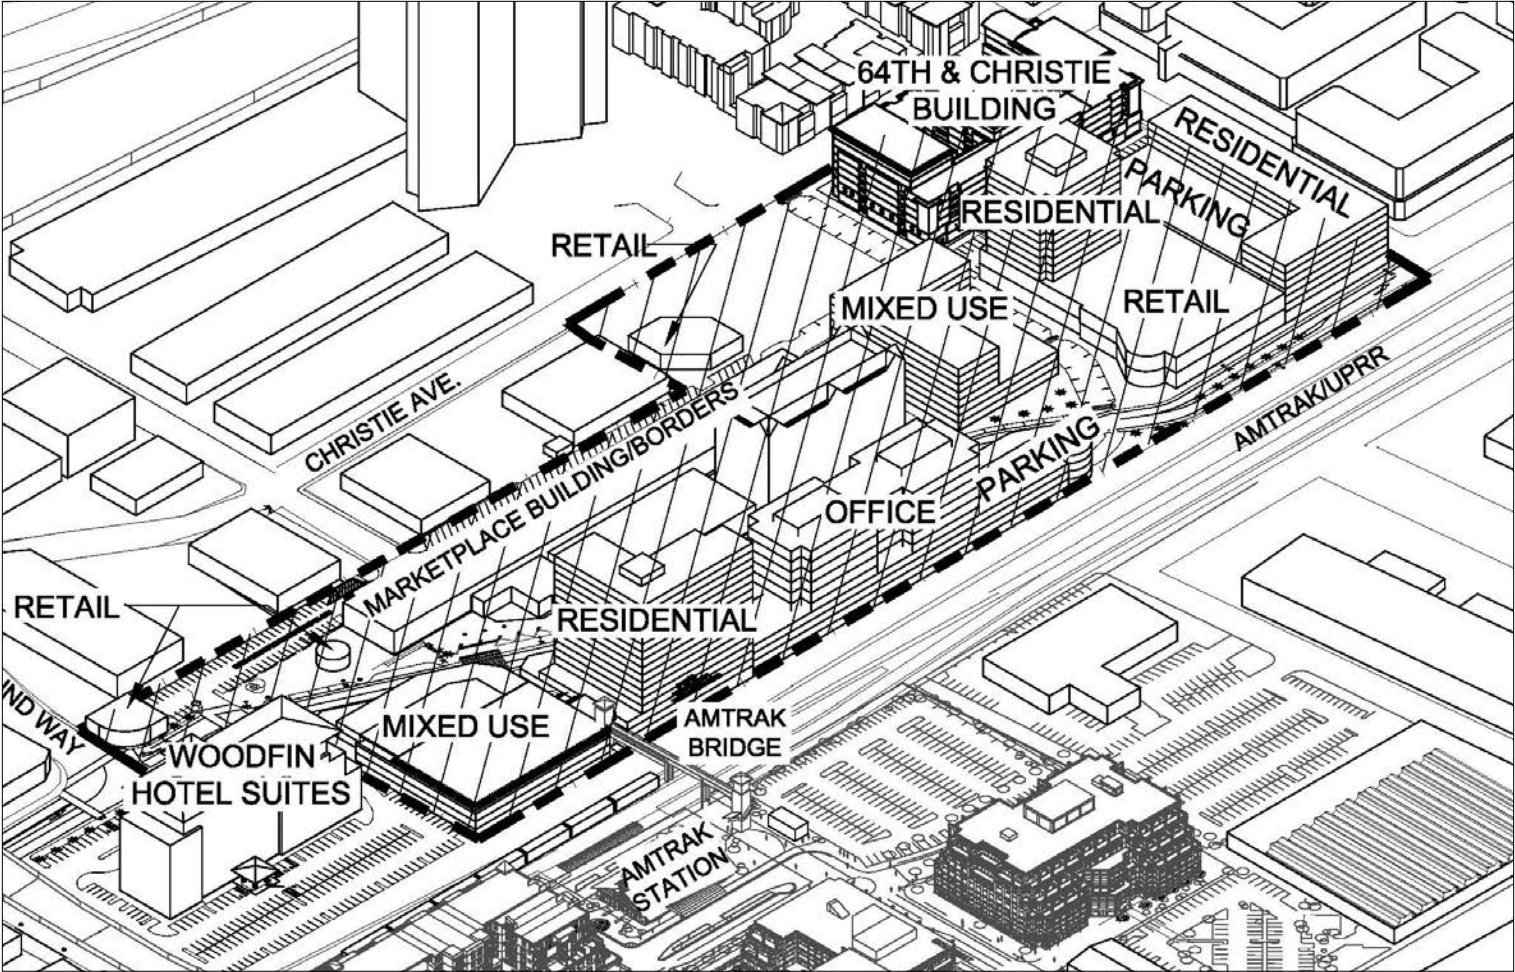 64TH & CHRISTIE
BUILDING
RESIDENTIAL
PARKING
RESIDENTIAL
RETAIL
MIXED USE
RETAIL
CHRISTIE AVE.
MARKETPLACE BUILDING/BORDERS
AMTRAK/UPRR
PARKING
OFFICE
RETAIL
RESIDENTIAL
IND WAY
MIXED USE
AMTRAK
BRIDGE
WOODFIN
HOTEL SUITES
AMTRAK
STATION